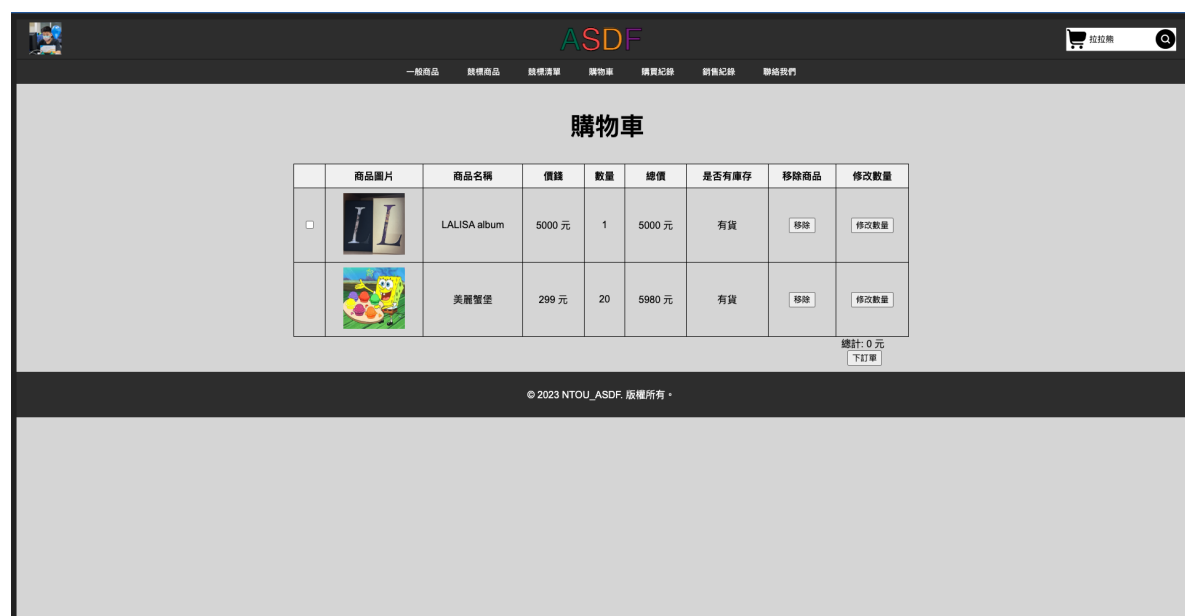 ASDF
拉拉熊
一般商品 競標商品 競標清單 購物車 購買紀錄 銷售紀錄 聯絡我們
購物車
商品圖片 商品名稱 價錢 數量 總價 是否有庫存 移除商品 修改數量
LALISA album 5000 元 1 5000 元 有貨 移除 修改數量
美麗蟹堡 299 元 20 5980 元 有貨 移除 修改數量
總計: 0 元
下訂單
© 2023 NTOU_ASDF. 版權所有。